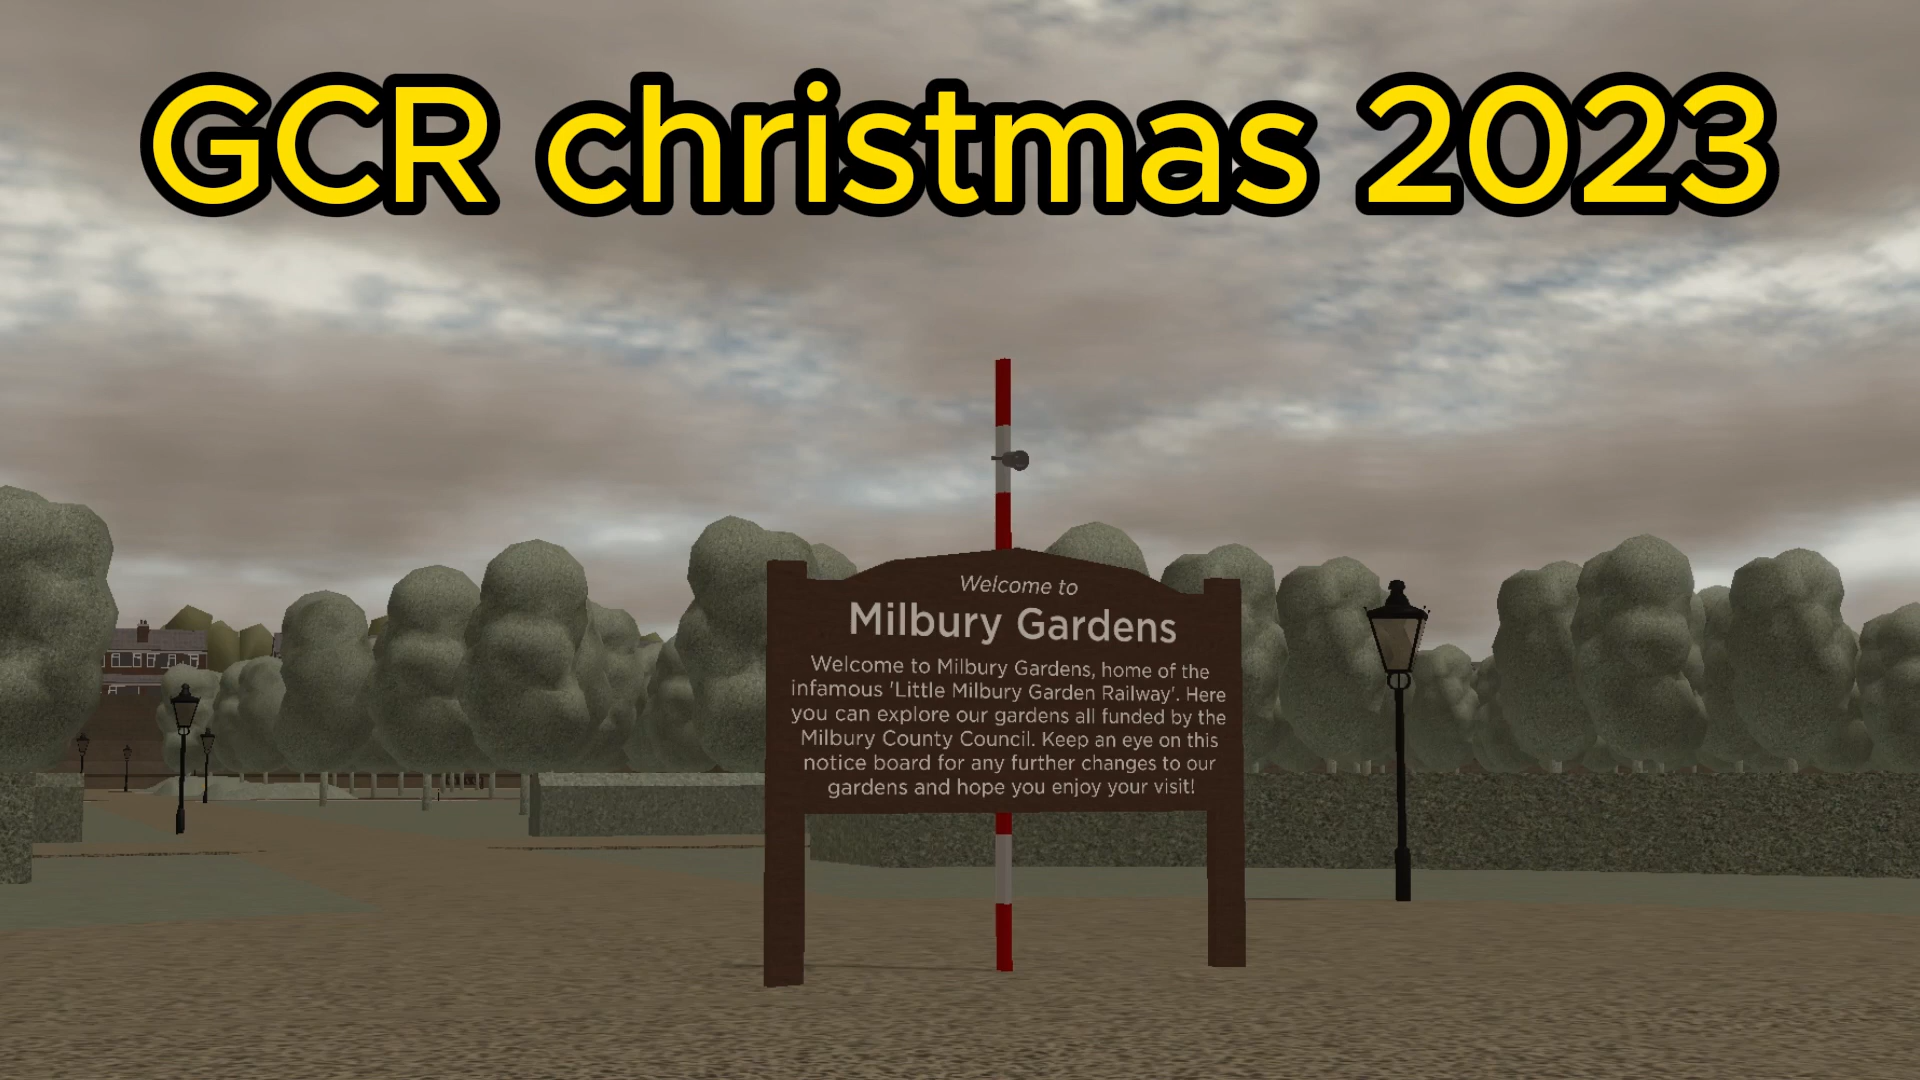 GCR christmas 2023
Welcome to
Milbury Gardens
Welcome to Milbury Gardens, home of the
infamous 'Little Milbury Garden Railway'. Here
you can explore our gardens all funded by the
Milbury County Council. Keep an eye on this
notice board for any further changes to our
gardens and hope you enjoy your visit!